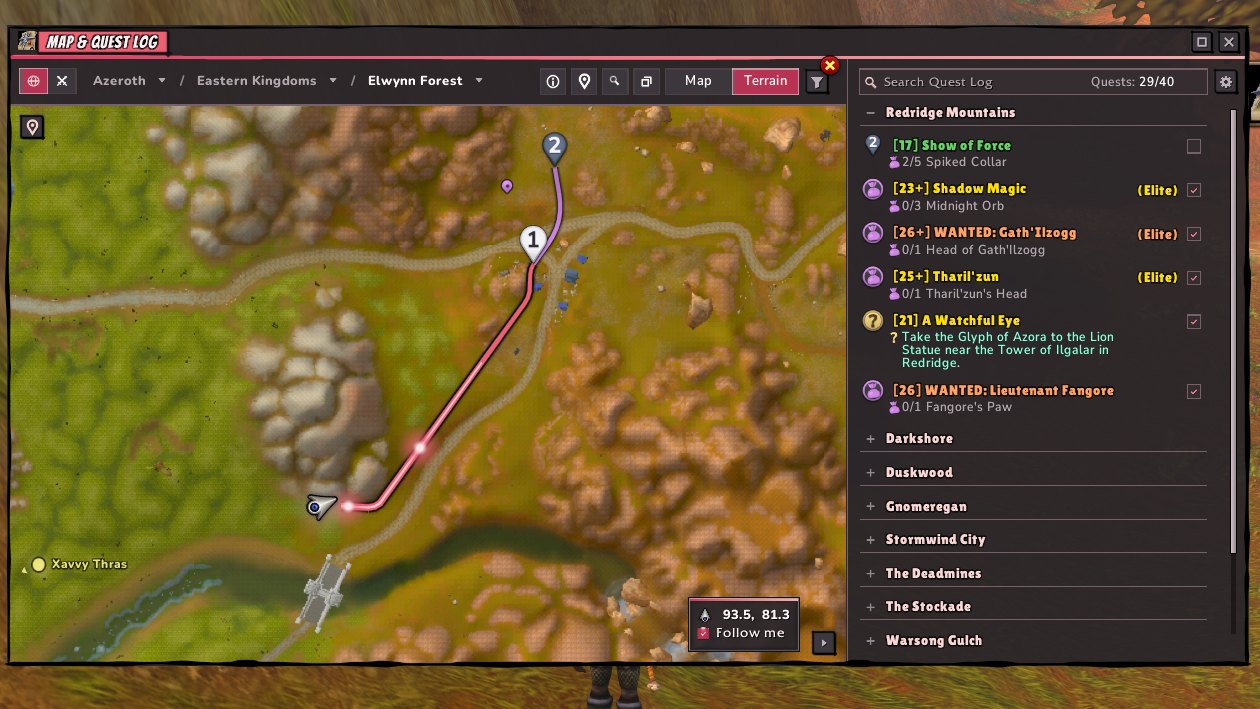 MAP & QUEST LOG
Azeroth / Eastern Kingdoms / Elwynn Forest
Map Terrain
Search Quest Log Quests: 29/40
Redridge Mountains
2 [17] Show of Force
2/5 Spiked Collar
[23+] Shadow Magic (Elite)
0/3 Midnight Orb
[26+] WANTED: Gath'Ilzogg (Elite)
0/1 Head of Gath'Ilzogg
[25+] Tharil'zun (Elite)
0/1 Tharil'zun's Head
? [21] A Watchful Eye
? Take the Glyph of Azora to the Lion
Statue near the Tower of Ilgalar in
Redridge.
[26] WANTED: Lieutenant Fangore
0/1 Fangore's Paw
+ Darkshore
+ Duskwood
+ Gnomeregan
+ Stormwind City
+ The Deadmines
+ The Stockade
+ Warsong Gulch
2
1
Xavvy Thras
93.5, 81.3
Follow me